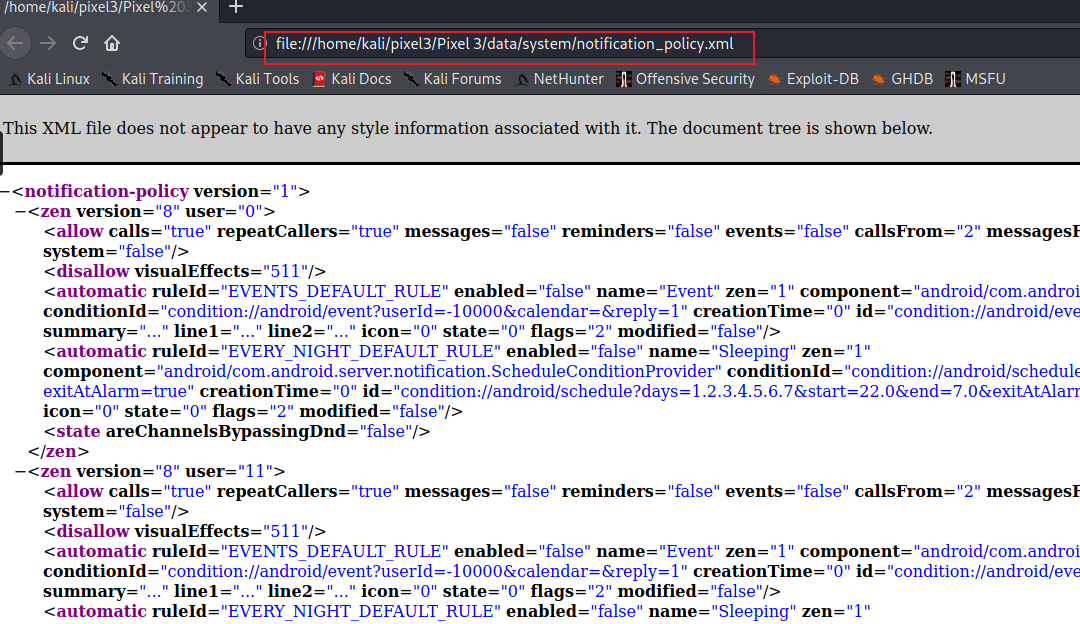 /home/kali/pixel3/Pixel%20
file:///home/kali/pixel3/Pixel 3/data/system/notification_policy.xml
Kali Linux Kali Training Kali Tools Kali Docs Kali Forums NetHunter Offensive Security Exploit-DB GHDB MSFU
This XML file does not appear to have any style information associated with it. The document tree is shown below.
−<notification-policy version="1">
−<zen version="8" user="0">
<allow calls="true" repeatCallers="true" messages="false" reminders="false" events="false" callsFrom="2" messagesF
system="false"/>
<disallow visualEffects="511"/>
<automatic ruleId="EVENTS_DEFAULT_RULE" enabled="false" name="Event" zen="1" component="android/com.androi
conditionId="condition://android/event?userId=-10000&calendar=&reply=1" creationTime="0" id="condition://android/eve
summary="..." line1="..." line2="..." icon="0" state="0" flags="2" modified="false"/>
<automatic ruleId="EVERY_NIGHT_DEFAULT_RULE" enabled="false" name="Sleeping" zen="1"
component="android/com.android.server.notification.ScheduleConditionProvider" conditionId="condition://android/schedule
exitAtAlarm=true" creationTime="0" id="condition://android/schedule?days=1.2.3.4.5.6.7&start=22.0&end=7.0&exitAtAlarm
icon="0" state="0" flags="2" modified="false"/>
<state areChannelsBypassingDnd="false"/>
</zen>
−<zen version="8" user="11">
<allow calls="true" repeatCallers="true" messages="false" reminders="false" events="false" callsFrom="2" messagesF
system="false"/>
<disallow visualEffects="511"/>
<automatic ruleId="EVENTS_DEFAULT_RULE" enabled="false" name="Event" zen="1" component="android/com.androi
conditionId="condition://android/event?userId=-10000&calendar=&reply=1" creationTime="0" id="condition://android/eve
summary="..." line1="..." line2="..." icon="0" state="0" flags="2" modified="false"/>
<automatic ruleId="EVERY_NIGHT_DEFAULT_RULE" enabled="false" name="Sleeping" zen="1"